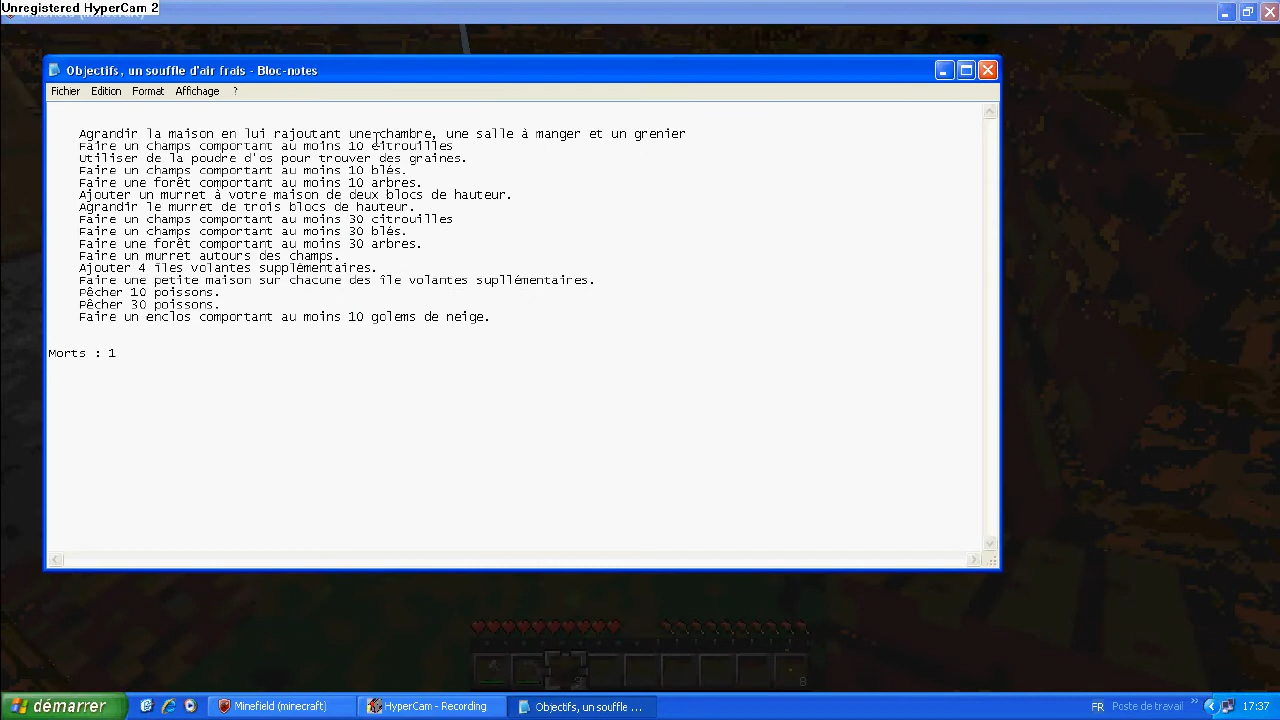 Unregistered HyperCam 2
Objectifs, un souffle d'air frais - Bloc-notes
Fichier Edition Format Affichage ?
Agrandir la maison en lui rajoutant une chambre, une salle à manger et un grenier
Faire un champs comportant au moins 10 citrouilles
Utiliser de la poudre d'os pour trouver des graines.
Faire un champs comportant au moins 10 blés.
Faire une forêt comportant au moins 10 arbres.
Ajouter un murret à votre maison de deux blocs de hauteur.
Agrandir le murret de trois blocs de hauteur.
Faire un champs comportant au moins 30 citrouilles
Faire un champs comportant au moins 30 blés.
Faire une forêt comportant au moins 30 arbres.
Faire un murret autours des champs.
Ajouter 4 îles volantes supplémentaires.
Faire une petite maison sur chacune des île volantes supllémentaires.
Pêcher 10 poissons.
Pêcher 30 poissons.
Faire un enclos comportant au moins 10 golems de neige.
Morts : 1
8
démarrer Minefield (minecraft) HyperCam - Recording Objectifs, un souffle ... FR Poste de travail 17:37